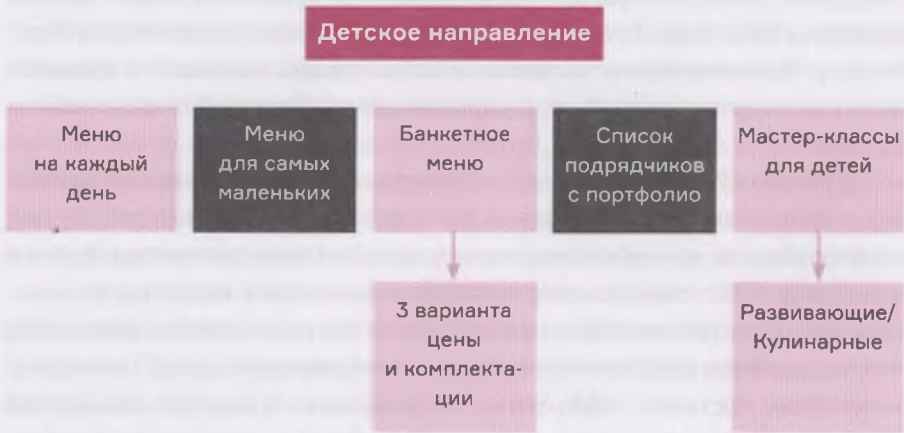 Детское направление
Меню
на каждый
день
Меню
для самых
маленьких
Банкетное
меню
Список
подрядчиков
с портфолио
Мастер-классы
для детей
3 варианта
цены
и комплекта-
ции
Развивающие/
Кулинарные